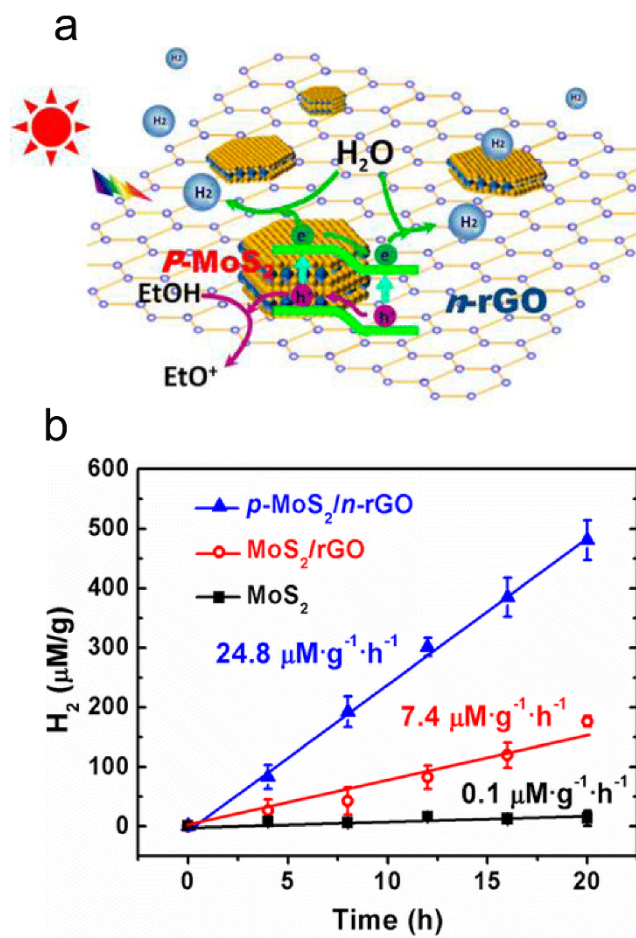 a
H2
H2
H2
H2O
H2
H2
H2
e
e
P-MoS2
EtOH
h
h
n-rGO
EtO⁺
b
600
500
400
300
200
100
0
H₂ (μM/g)
p-MoS₂/n-rGO
MoS₂/rGO
MoS₂
24.8 μM·g⁻¹·h⁻¹
7.4 μM·g⁻¹·h⁻¹
0.1 μM·g⁻¹·h⁻¹
0 5 10 15 20
Time (h)